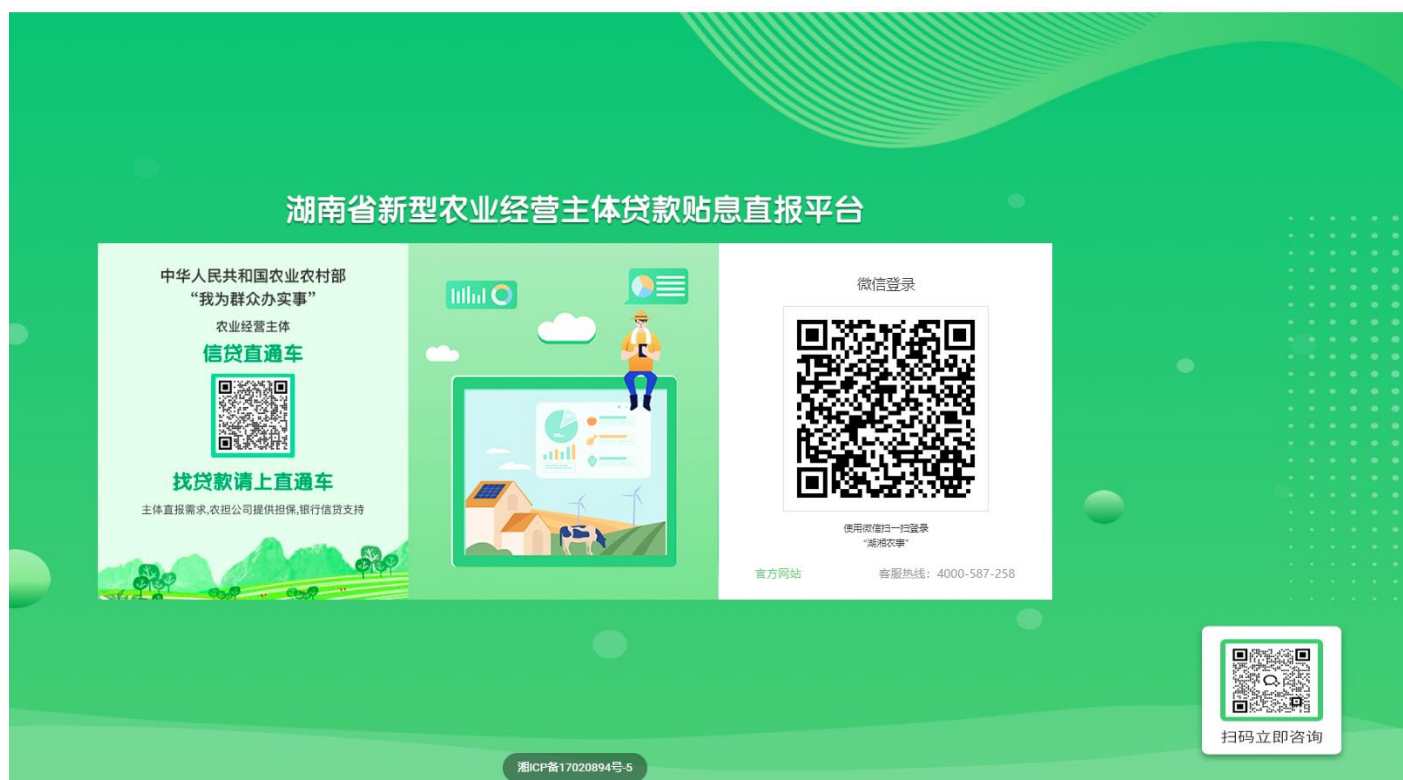 湖南省新型农业经营主体贷款贴息直报平台
中华人民共和国农业农村部
“我为群众办实事”
农业经营主体
信贷直通车
找贷款请上直通车
主体直报需求,农担公司提供担保,银行信贷支持
微信登录
使用微信扫一扫登录
“湖湘农事”
官方网站 客服热线：4000-587-258
扫码立即咨询
湘ICP备17020894号-5